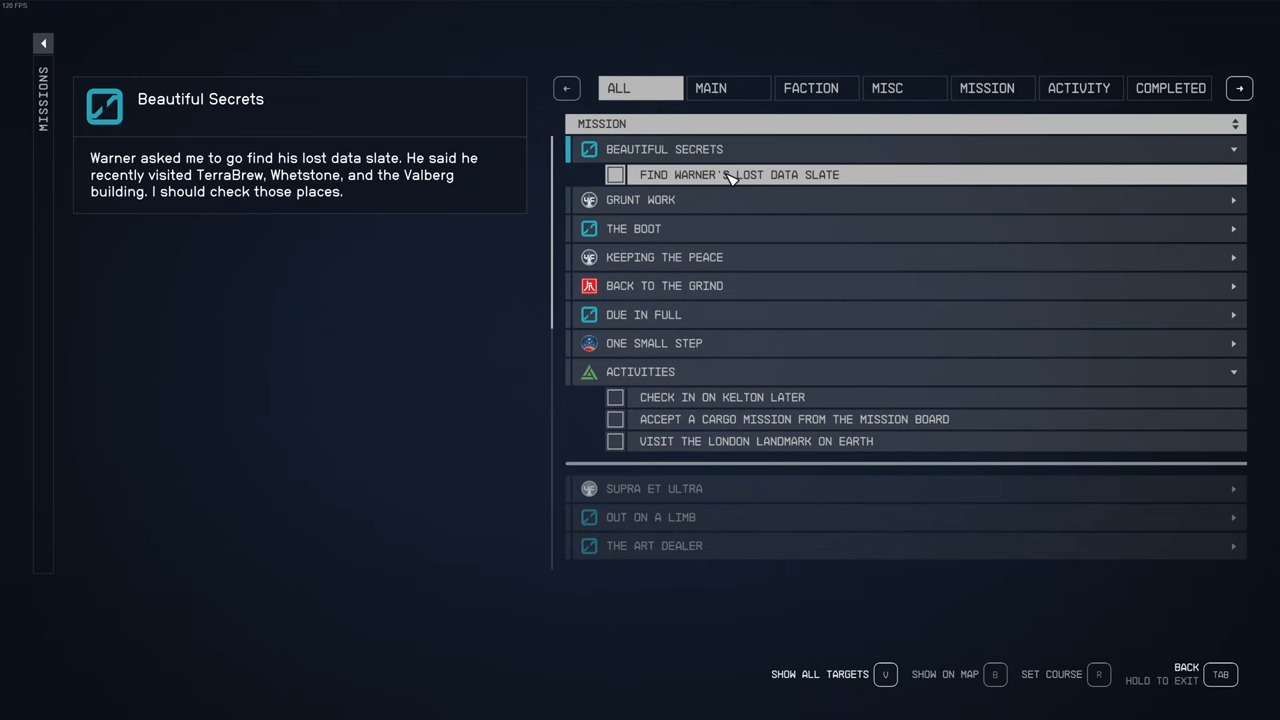 120 FPS
MISSIONS
Beautiful Secrets
Warner asked me to go find his lost data slate. He said he
recently visited TerraBrew, Whetstone, and the Valberg
building. I should check those places.
ALL MAIN FACTION MISC MISSION ACTIVITY COMPLETED
MISSION
BEAUTIFUL SECRETS
FIND WARNER'S LOST DATA SLATE
GRUNT WORK
THE BOOT
KEEPING THE PEACE
BACK TO THE GRIND
DUE IN FULL
ONE SMALL STEP
ACTIVITIES
CHECK IN ON KELTON LATER
ACCEPT A CARGO MISSION FROM THE MISSION BOARD
VISIT THE LONDON LANDMARK ON EARTH
SUPRA ET ULTRA
OUT ON A LIMB
THE ART DEALER
SHOW ALL TARGETS V SHOW ON MAP B SET COURSE R BACK TAB
HOLD TO EXIT